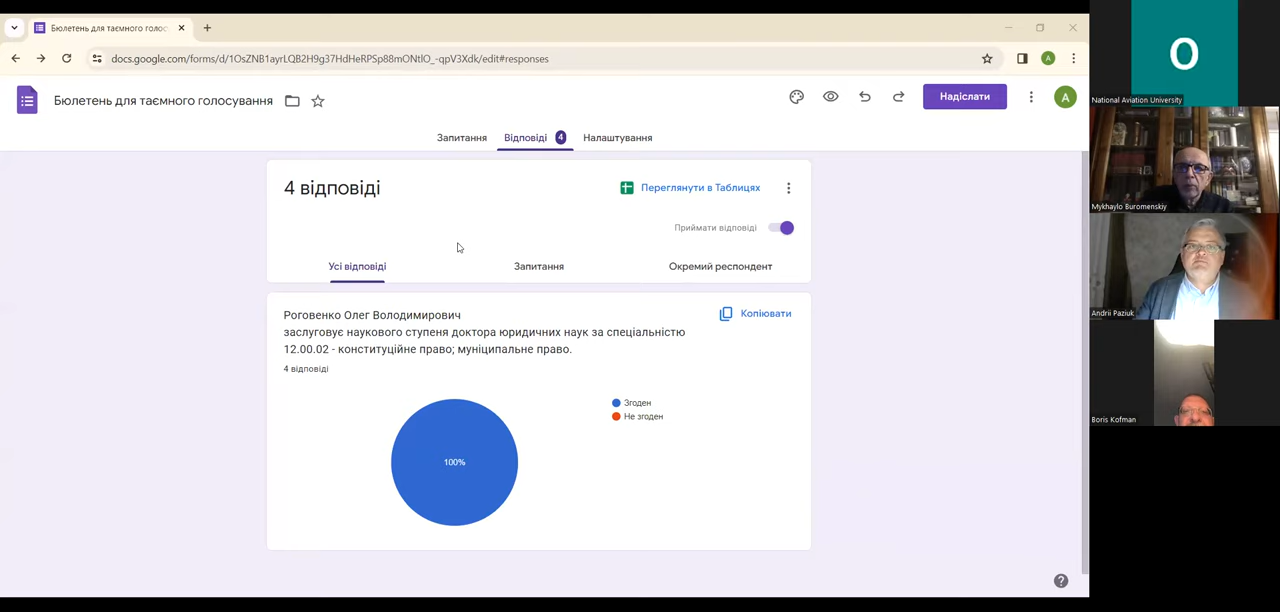 Бюлетень для таємного голос
docs.google.com/forms/d/1OsZNB1ayrLQB2H9g37HdHeRPSp88mONtlO_-qpV3Xdk/edit#responses
A
Бюлетень для таємного голосування
Надіслати
A
Запитання
Відповіді 4
Налаштування
4 відповіді
Переглянути в Таблицях
Приймати відповіді
Усі відповіді
Запитання
Окремий респондент
Роговенко Олег Володимирович
Копіювати
заслуговує наукового ступеня доктора юридичних наук за спеціальністю
12.00.02 - конституційне право; муніципальне право.
4 відповіді
Згоден
Не згоден
100%
O
National Aviation University
Mykhaylo Buromenskiy
Andrii Paziuk
Boris Kofman